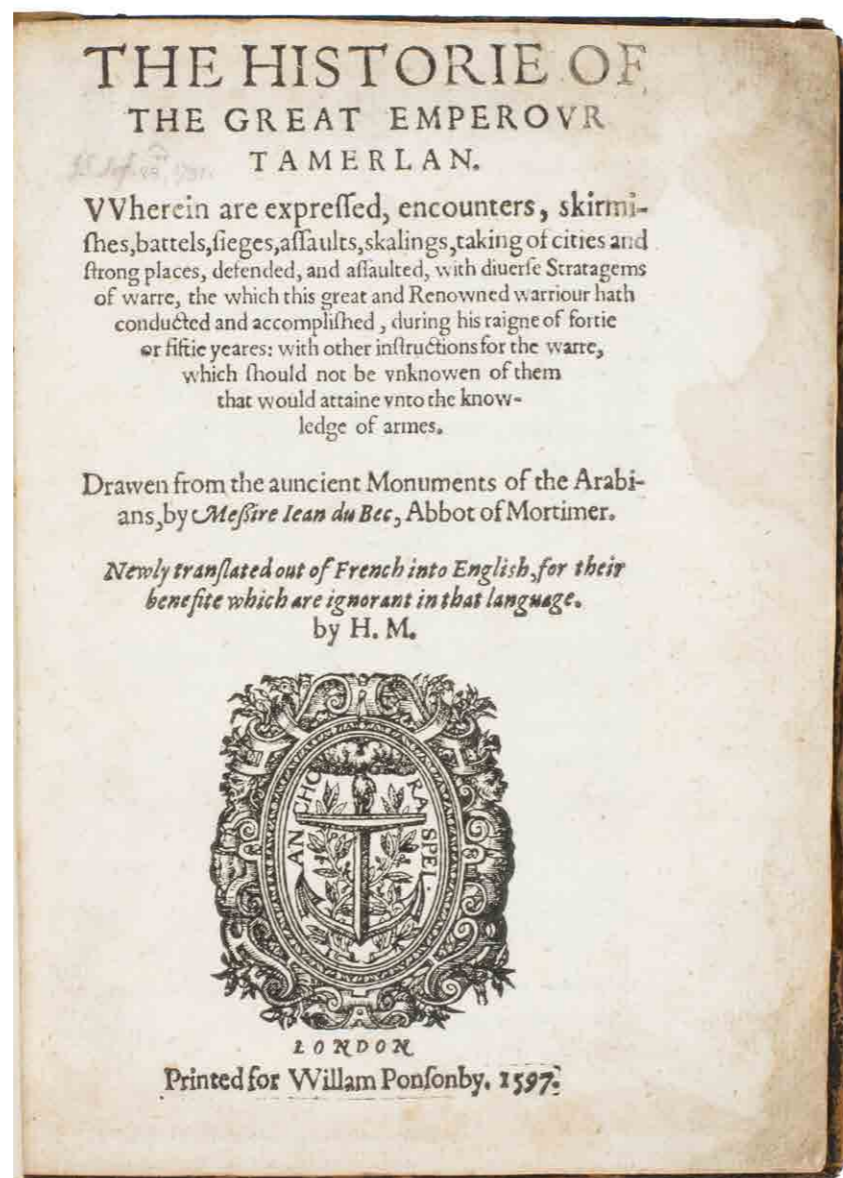 THE HISTORIE OF
THE GREAT EMPEROVR
TAMERLAN.
VVherein are expreſſed, encounters, skirmi-
ſhes,battels,ſieges,aſſaults,skalings,taking of cities and
ſtrong places, defended, and aſſaulted, with diuerſe Stratagems
of warre, the which this great and Renowned warriour hath
conducted and accompliſhed, during his raigne of fortie
or fiftie yeares: with other inſtructions for the warre,
which ſhould not be vnknowen of them
that would attaine vnto the know-
ledge of armes.
Drawen from the auncient Monuments of the Arabi-
ans,by Meßire Iean du Bec, Abbot of Mortimer.
Newly tranſlated out of French into Engliſh,for their
benefite which are ignorant in that language.
by H. M.
ANCHORA SPEI.
LONDON
Printed for Willam Ponſonby. 1597.